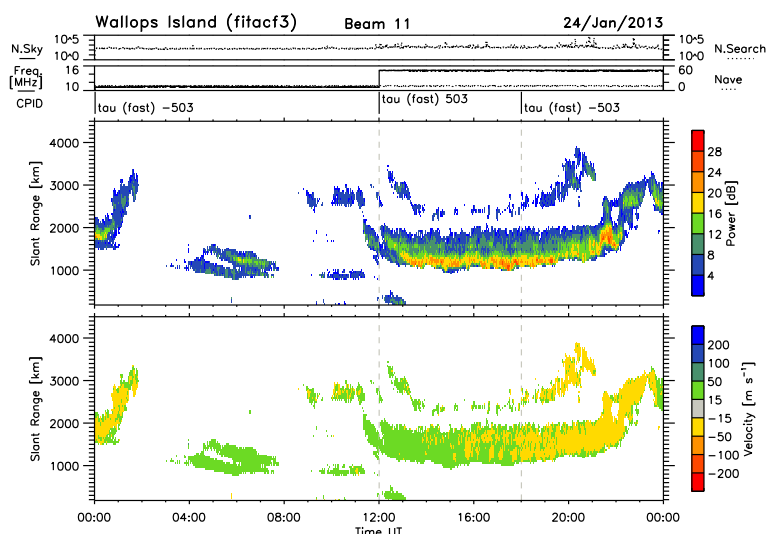 Wallops Island (fitacf3) Beam 11 24/Jan/2013
10^5 10^5
N.Sky N.Search
10^0 10^0
Freq. 16 60
[MHz] Nave
10 0
CPID tau (fast) -503 tau (fast) 503 tau (fast) -503
4000
3000
2000
1000
Slant Range [km]
28
24
20
16
12
8
4
Power [dB]
4000
3000
2000
1000
Slant Range [km]
200
100
50
15
-15
-50
-100
-200
Velocity [m s⁻¹]
00:00 04:00 08:00 12:00 16:00 20:00 00:00
Time UT